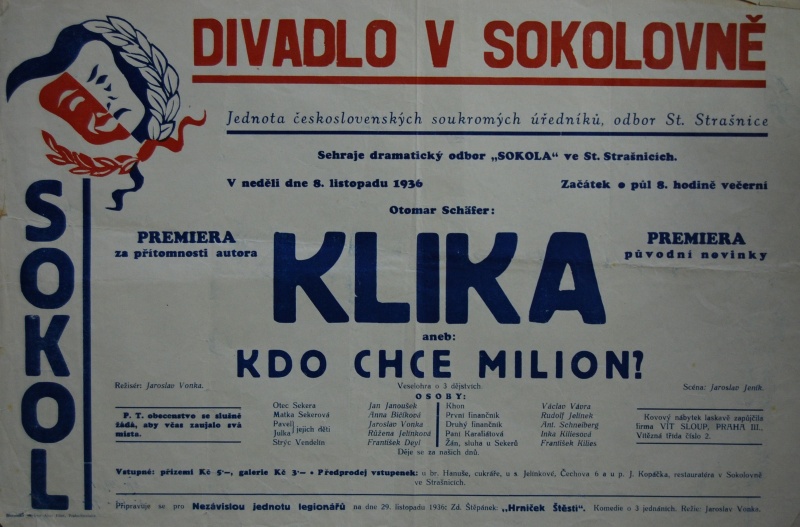 DIVADLO V SOKOLOVNĚ
Jednota československých soukromých úředníků, odbor St. Strašnice
Sehraje dramatický odbor „SOKOLA" ve St. Strašnicích.
V neděli dne 8. listopadu 1936 Začátek o půl 8. hodině večerní
Otomar Schäfer:
PREMIERA
za přítomnosti autora
KLIKA
PREMIERA
původní novinky
aneb:
KDO CHCE MILION?
SOKOL
Režisér: Jaroslav Vonka.
Veselohra o 3 dějstvích.
Scéna: Jaroslav Jeník.
OSOBY:
P. T. obecenstvo se slušně
žádá, aby včas zaujalo svá
místa.
Otec Sekera Jan Janoušek
Matka Sekerová Anna Bičíková
Pavel Jaroslav Vonka
Julka jejich děti Růžena Jelínková
Strýc Vendelín František Deyl
Khon Václav Vávra
První finančník Rudolf Jelínek
Druhý finančník Ant. Schneiberg
Paní Karafiátová Inka Kiliesová
Žán, sluha u Sekerů František Kilies
Děje se za našich dnů.
Kovový nábytek laskavě zapůjčila
firma VÍT SLOUP, PRAHA III.,
Vítězná třída číslo 2.
Vstupné: přízemí Kč 5·–, galerie Kč 3·– • Předprodej vstupenek: u br. Hanuše, cukráře, u s. Jelínkové, Čechova 6 a u p. J. Kopáčka, restauratéra v Sokolovně
ve Strašnicích.
Připravuje se pro Nezávislou jednotu legionářů na den 29. listopadu 1936: Zd. Štěpánek: „Hrníček Štěstí". Komedie o 3 jednáních. Režie: Jaroslav Vonka.